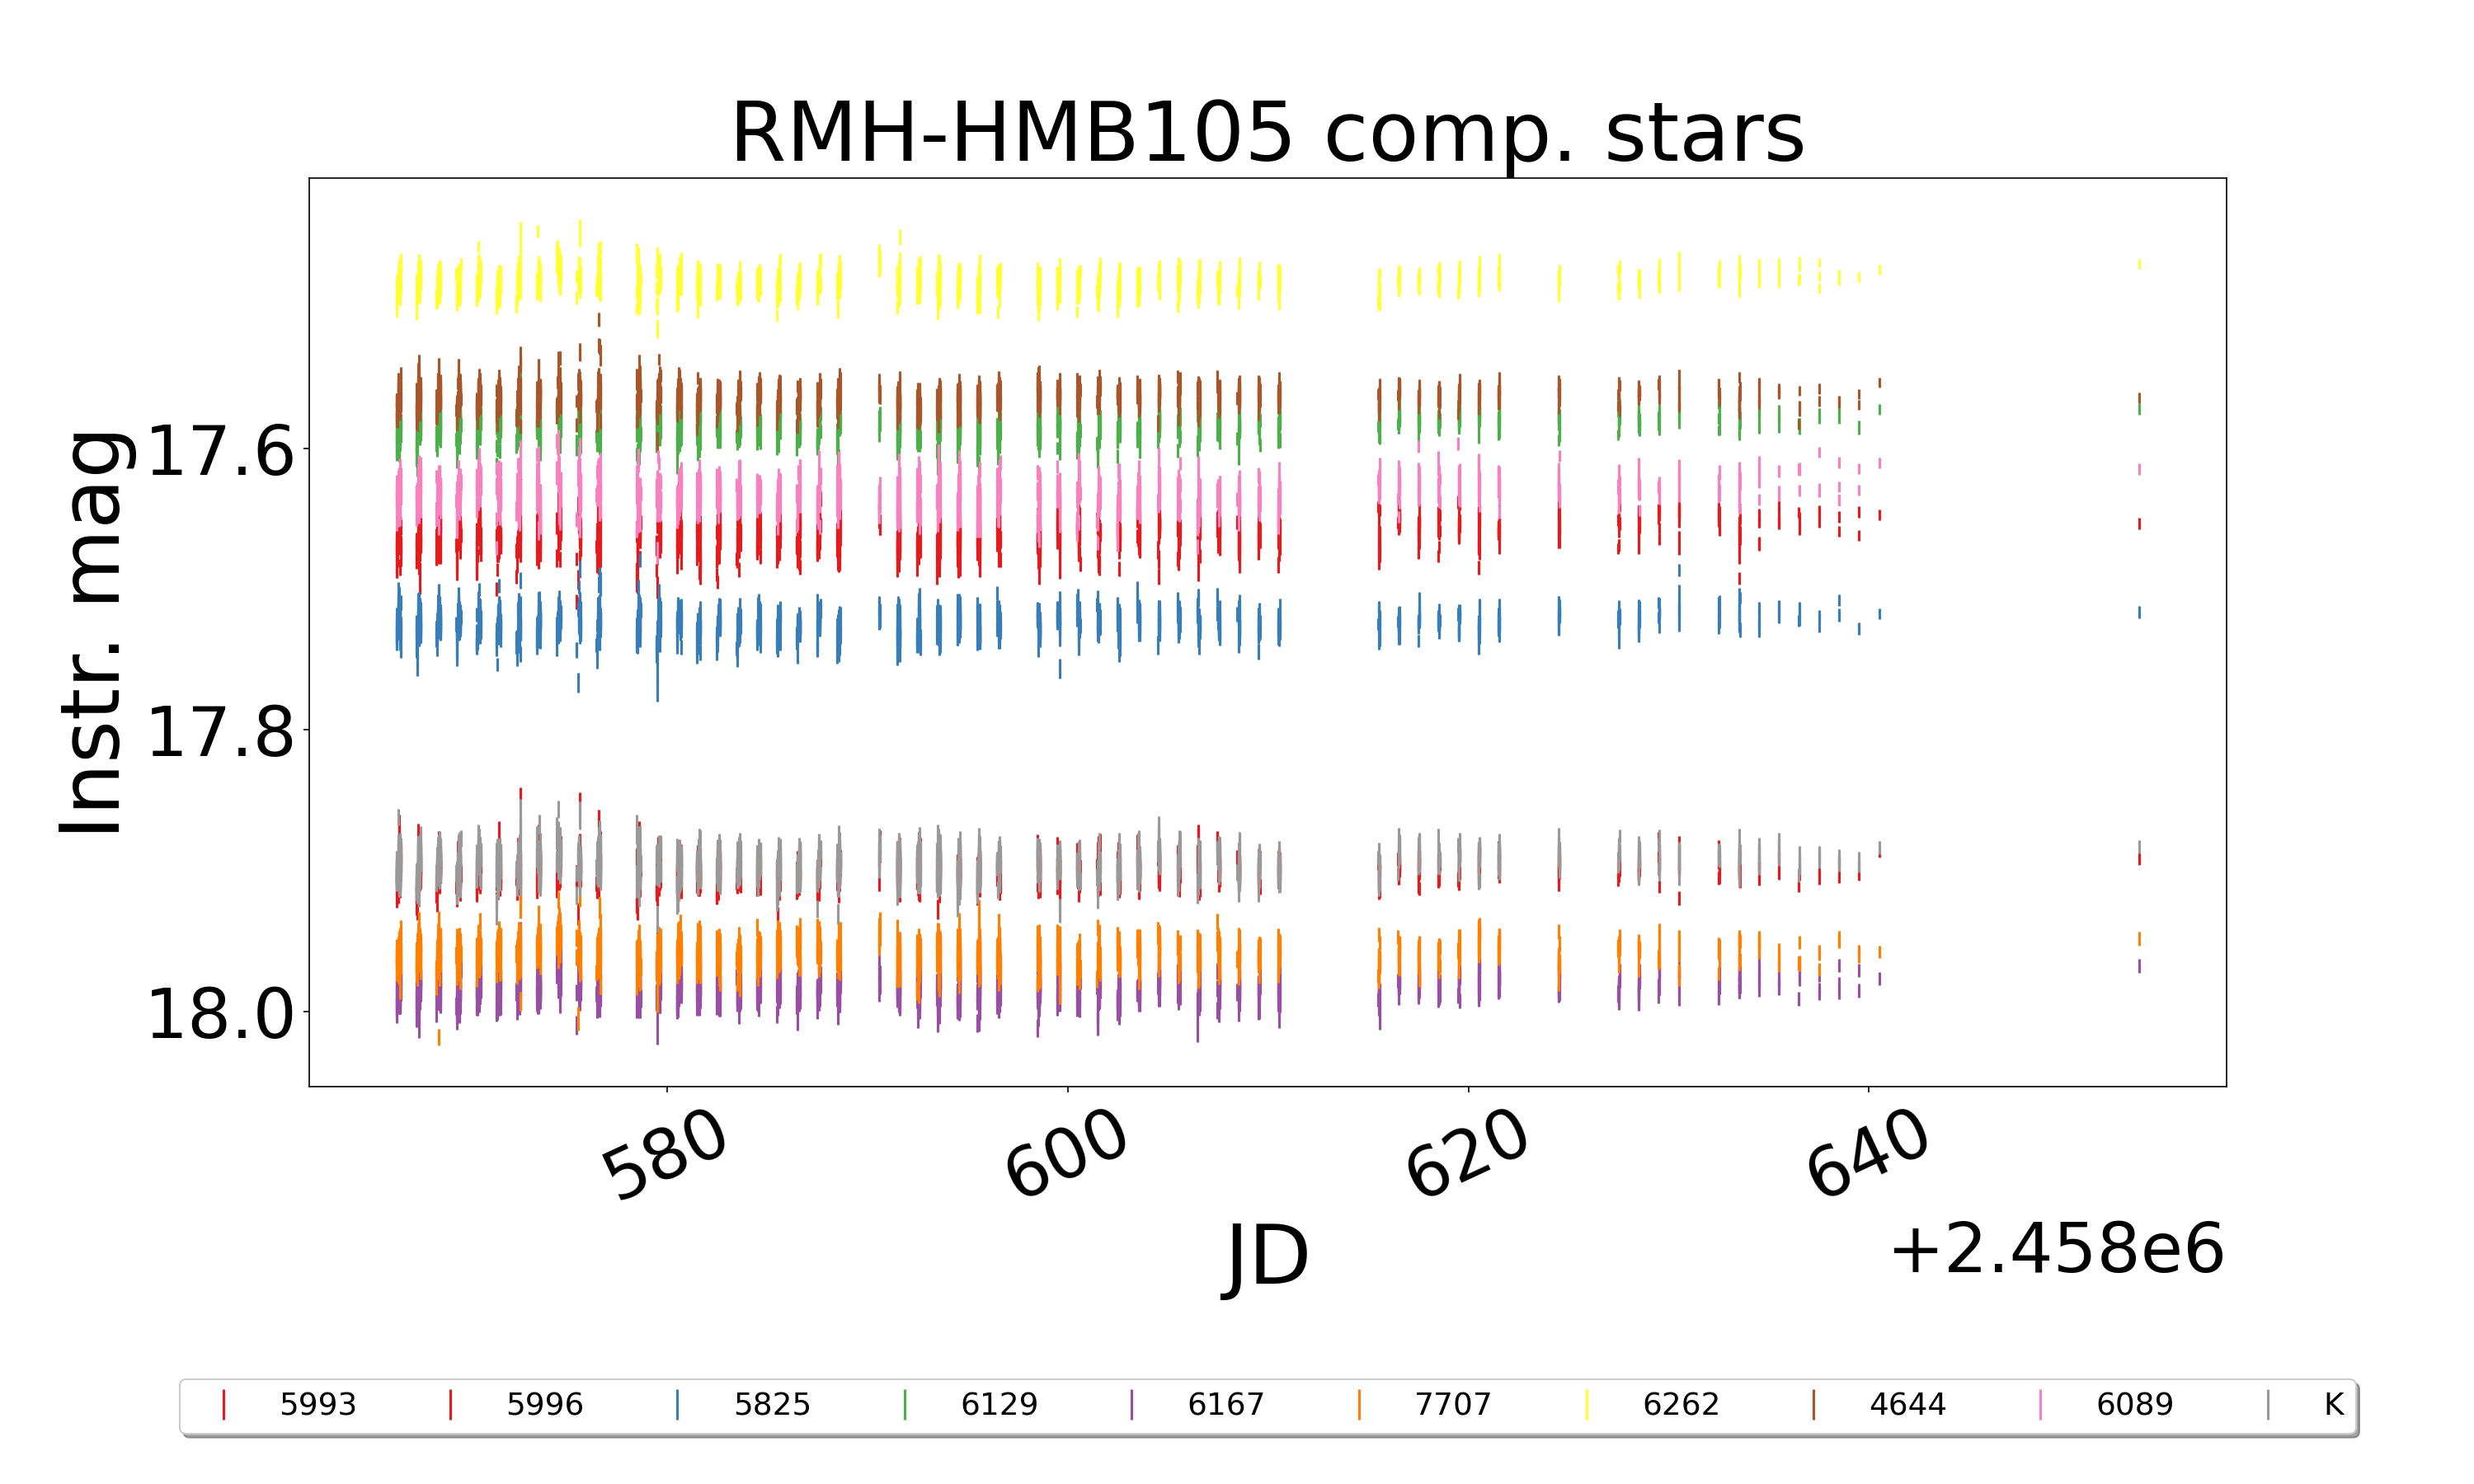 RMH-HMB105 comp. stars
Instr. mag
17.6
17.8
18.0
580 600 620 640
JD
+2.458e6
5993 5996 5825 6129 6167 7707 6262 4644 6089 K